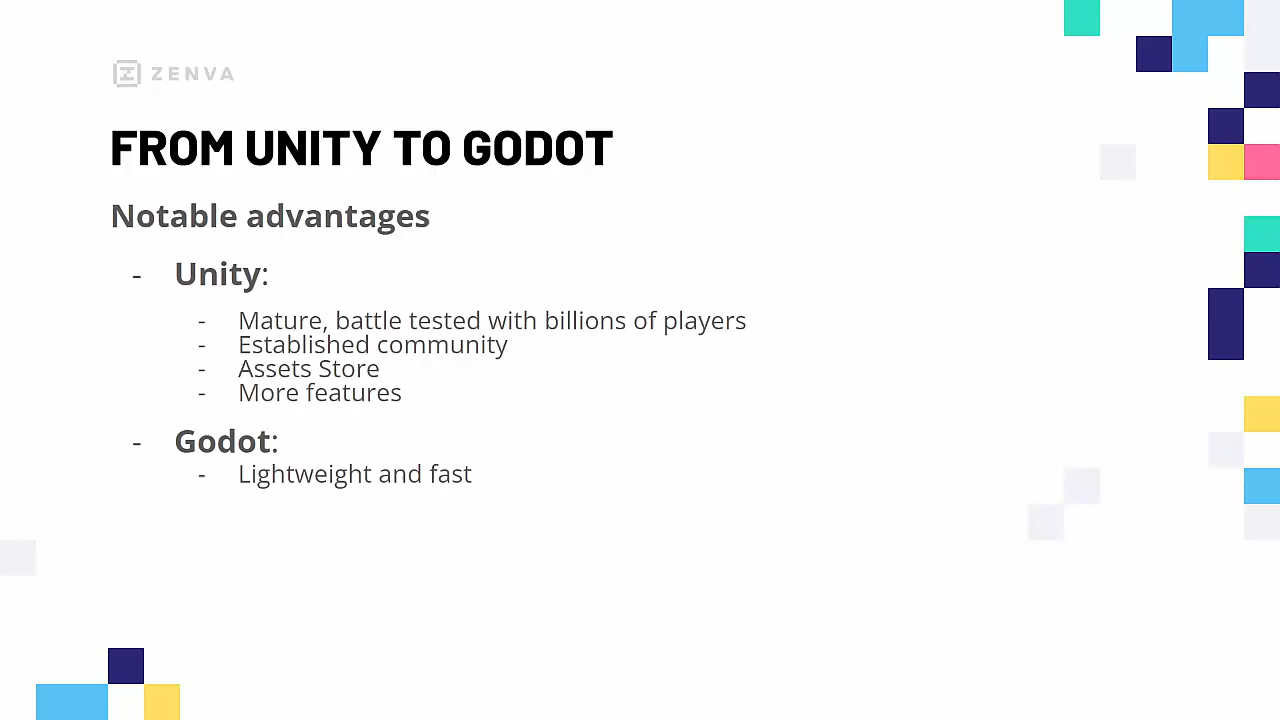 ZENVA
FROM UNITY TO GODOT
Notable advantages
- Unity:
- Mature, battle tested with billions of players
- Established community
- Assets Store
- More features
- Godot:
- Lightweight and fast